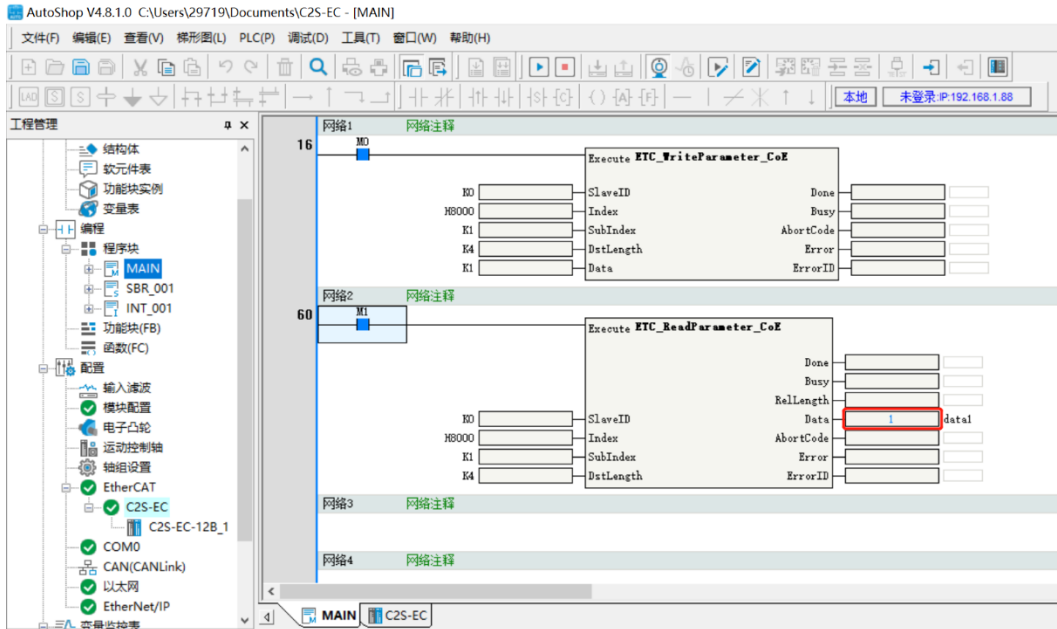 AutoShop V4.8.1.0 C:\Users\29719\Documents\C2S-EC - [MAIN]
文件(F) 编辑(E) 查看(V) 梯形图(L) PLC(P) 调试(D) 工具(T) 窗口(W) 帮助(H)
LAD S S 本地 未登录:IP:192.168.1.88
工程管理
结构体
软元件表
功能块实例
变量表
编程
程序块
MAIN
SBR_001
INT_001
功能块(FB)
函数(FC)
配置
输入滤波
模块配置
电子凸轮
运动控制轴
轴组设置
EtherCAT
C2S-EC
C2S-EC-12B_1
COM0
CAN(CANLink)
以太网
EtherNet/IP
变量监控表
网络1 网络注释
16 M0
Execute ETC_WriteParameter_CoE
K0 SlaveID Done
H8000 Index Busy
K1 SubIndex AbortCode
K4 DstLength Error
K1 Data ErrorID
网络2 网络注释
60 M1
Execute ETC_ReadParameter_CoE
Done
Busy
RelLength
K0 SlaveID Data 1 data1
H8000 Index AbortCode
K1 SubIndex Error
K4 DstLength ErrorID
网络3 网络注释
网络4 网络注释
MAIN C2S-EC